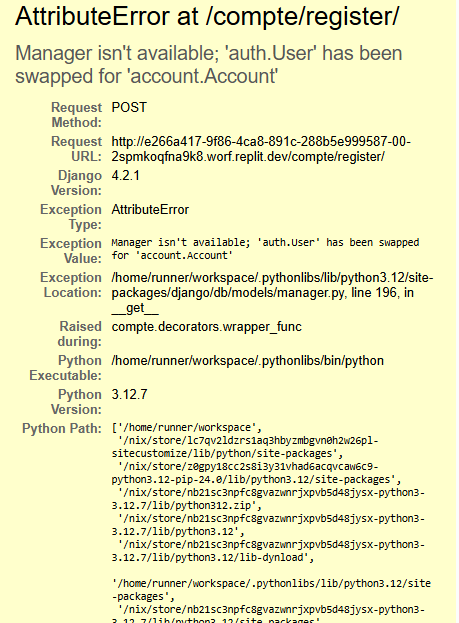 AttributeError at /compte/register/
Manager isn't available; 'auth.User' has been
swapped for 'account.Account'
Request Method: POST
Request URL: http://e266a417-9f86-4ca8-891c-288b5e999587-00-
2spmkoqfna9k8.worf.replit.dev/compte/register/
Django Version: 4.2.1
Exception Type: AttributeError
Exception Value: Manager isn't available; 'auth.User' has been swapped
for 'account.Account'
Exception Location: /home/runner/workspace/.pythonlibs/lib/python3.12/site-
packages/django/db/models/manager.py, line 196, in
__get__
Raised during: compte.decorators.wrapper_func
Python Executable: /home/runner/workspace/.pythonlibs/bin/python
Python Version: 3.12.7
Python Path: ['/home/runner/workspace',
'/nix/store/lc7qv2ldzrs1aq3hbyzmbgvn0h2w26pl-
sitecustomize/lib/python/site-packages',
'/nix/store/z0gpy18cc2s8i3y31vhad6acqvcaw6c9-
python3.12-pip-24.0/lib/python3.12/site-packages',
'/nix/store/nb21sc3npfc8gvazwnrjxpvb5d48jysx-python3-
3.12.7/lib/python312.zip',
'/nix/store/nb21sc3npfc8gvazwnrjxpvb5d48jysx-python3-
3.12.7/lib/python3.12',
'/nix/store/nb21sc3npfc8gvazwnrjxpvb5d48jysx-python3-
3.12.7/lib/python3.12/lib-dynload',
'/home/runner/workspace/.pythonlibs/lib/python3.12/site
-packages',
'/nix/store/nb21sc3npfc8gvazwnrjxpvb5d48jysx-python3-
3.12.7/lib/python3.12/site-packages'